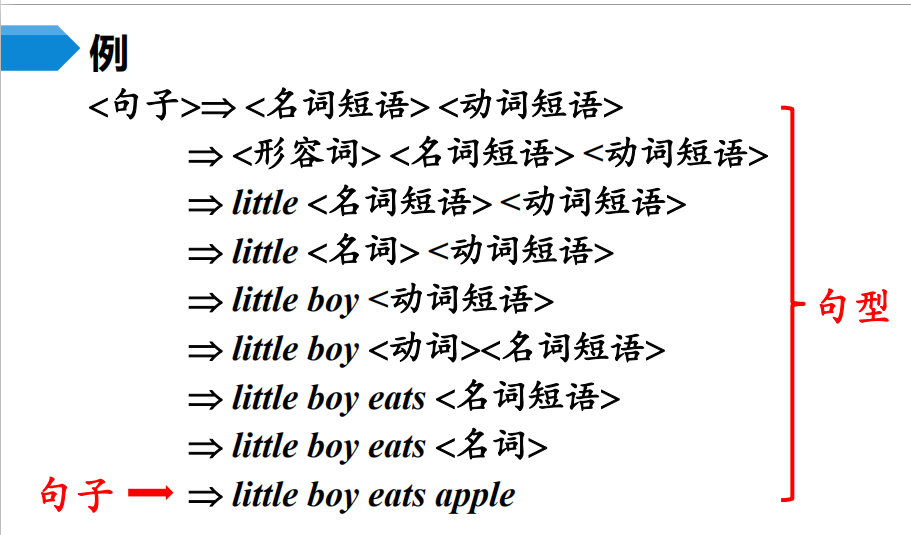 例
<句子>⇒ <名词短语> <动词短语>
⇒ <形容词> <名词短语> <动词短语>
⇒ little <名词短语> <动词短语>
⇒ little <名词> <动词短语>
⇒ little boy <动词短语>
句型
⇒ little boy <动词><名词短语>
⇒ little boy eats <名词短语>
⇒ little boy eats <名词>
句子 → ⇒ little boy eats apple